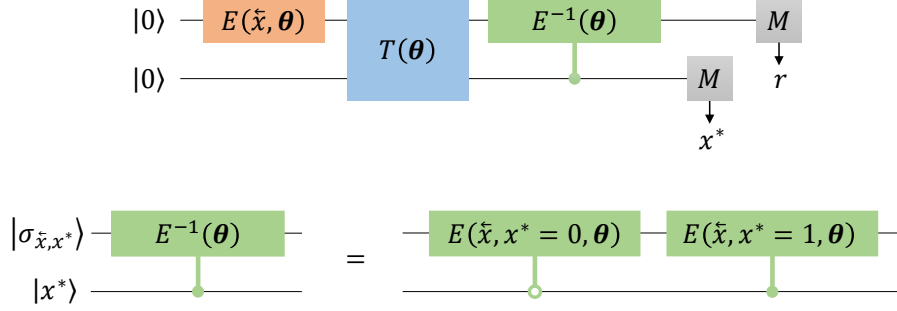 |0⟩ E(x⃖, θ) T(θ) E⁻¹(θ) M
|0⟩ M r
x*
|σ_{x⃖,x*}⟩ E⁻¹(θ) = E(x⃖, x* = 0, θ) E(x⃖, x* = 1, θ)
|x*⟩